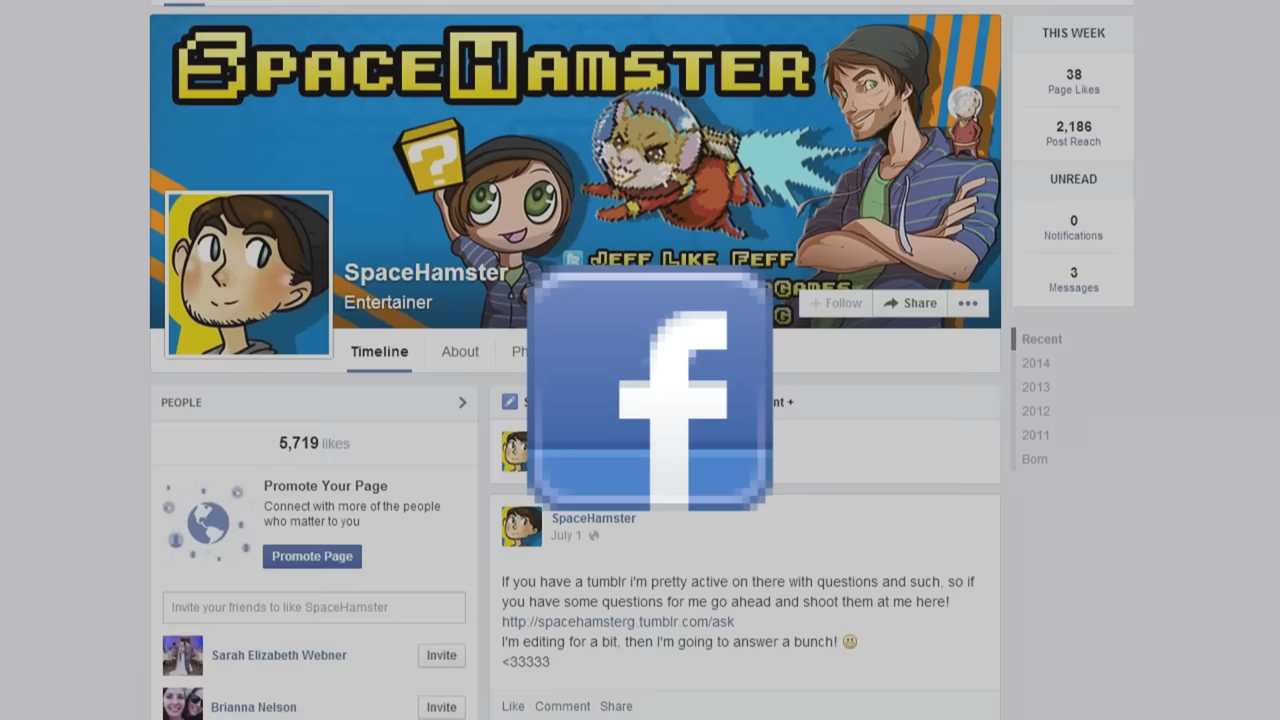 SPACEHAMSTER
?
JEFF LIKE FEFF
SpaceHamster
Entertainer
+ Follow
Share
•••
Timeline
About
THIS WEEK
38
Page Likes
2,186
Post Reach
UNREAD
0
Notifications
3
Messages
Recent
2014
2013
2012
2011
Born
PEOPLE
5,719 likes
Promote Your Page
Connect with more of the people
who matter to you
Promote Page
Invite your friends to like SpaceHamster
Sarah Elizabeth Webner
Invite
Brianna Nelson
Invite
f
SpaceHamster
July 1
If you have a tumblr i'm pretty active on there with questions and such, so if
you have some questions for me go ahead and shoot them at me here!
http://spacehamsterg.tumblr.com/ask
I'm editing for a bit, then I'm going to answer a bunch!
<33333
Like · Comment · Share